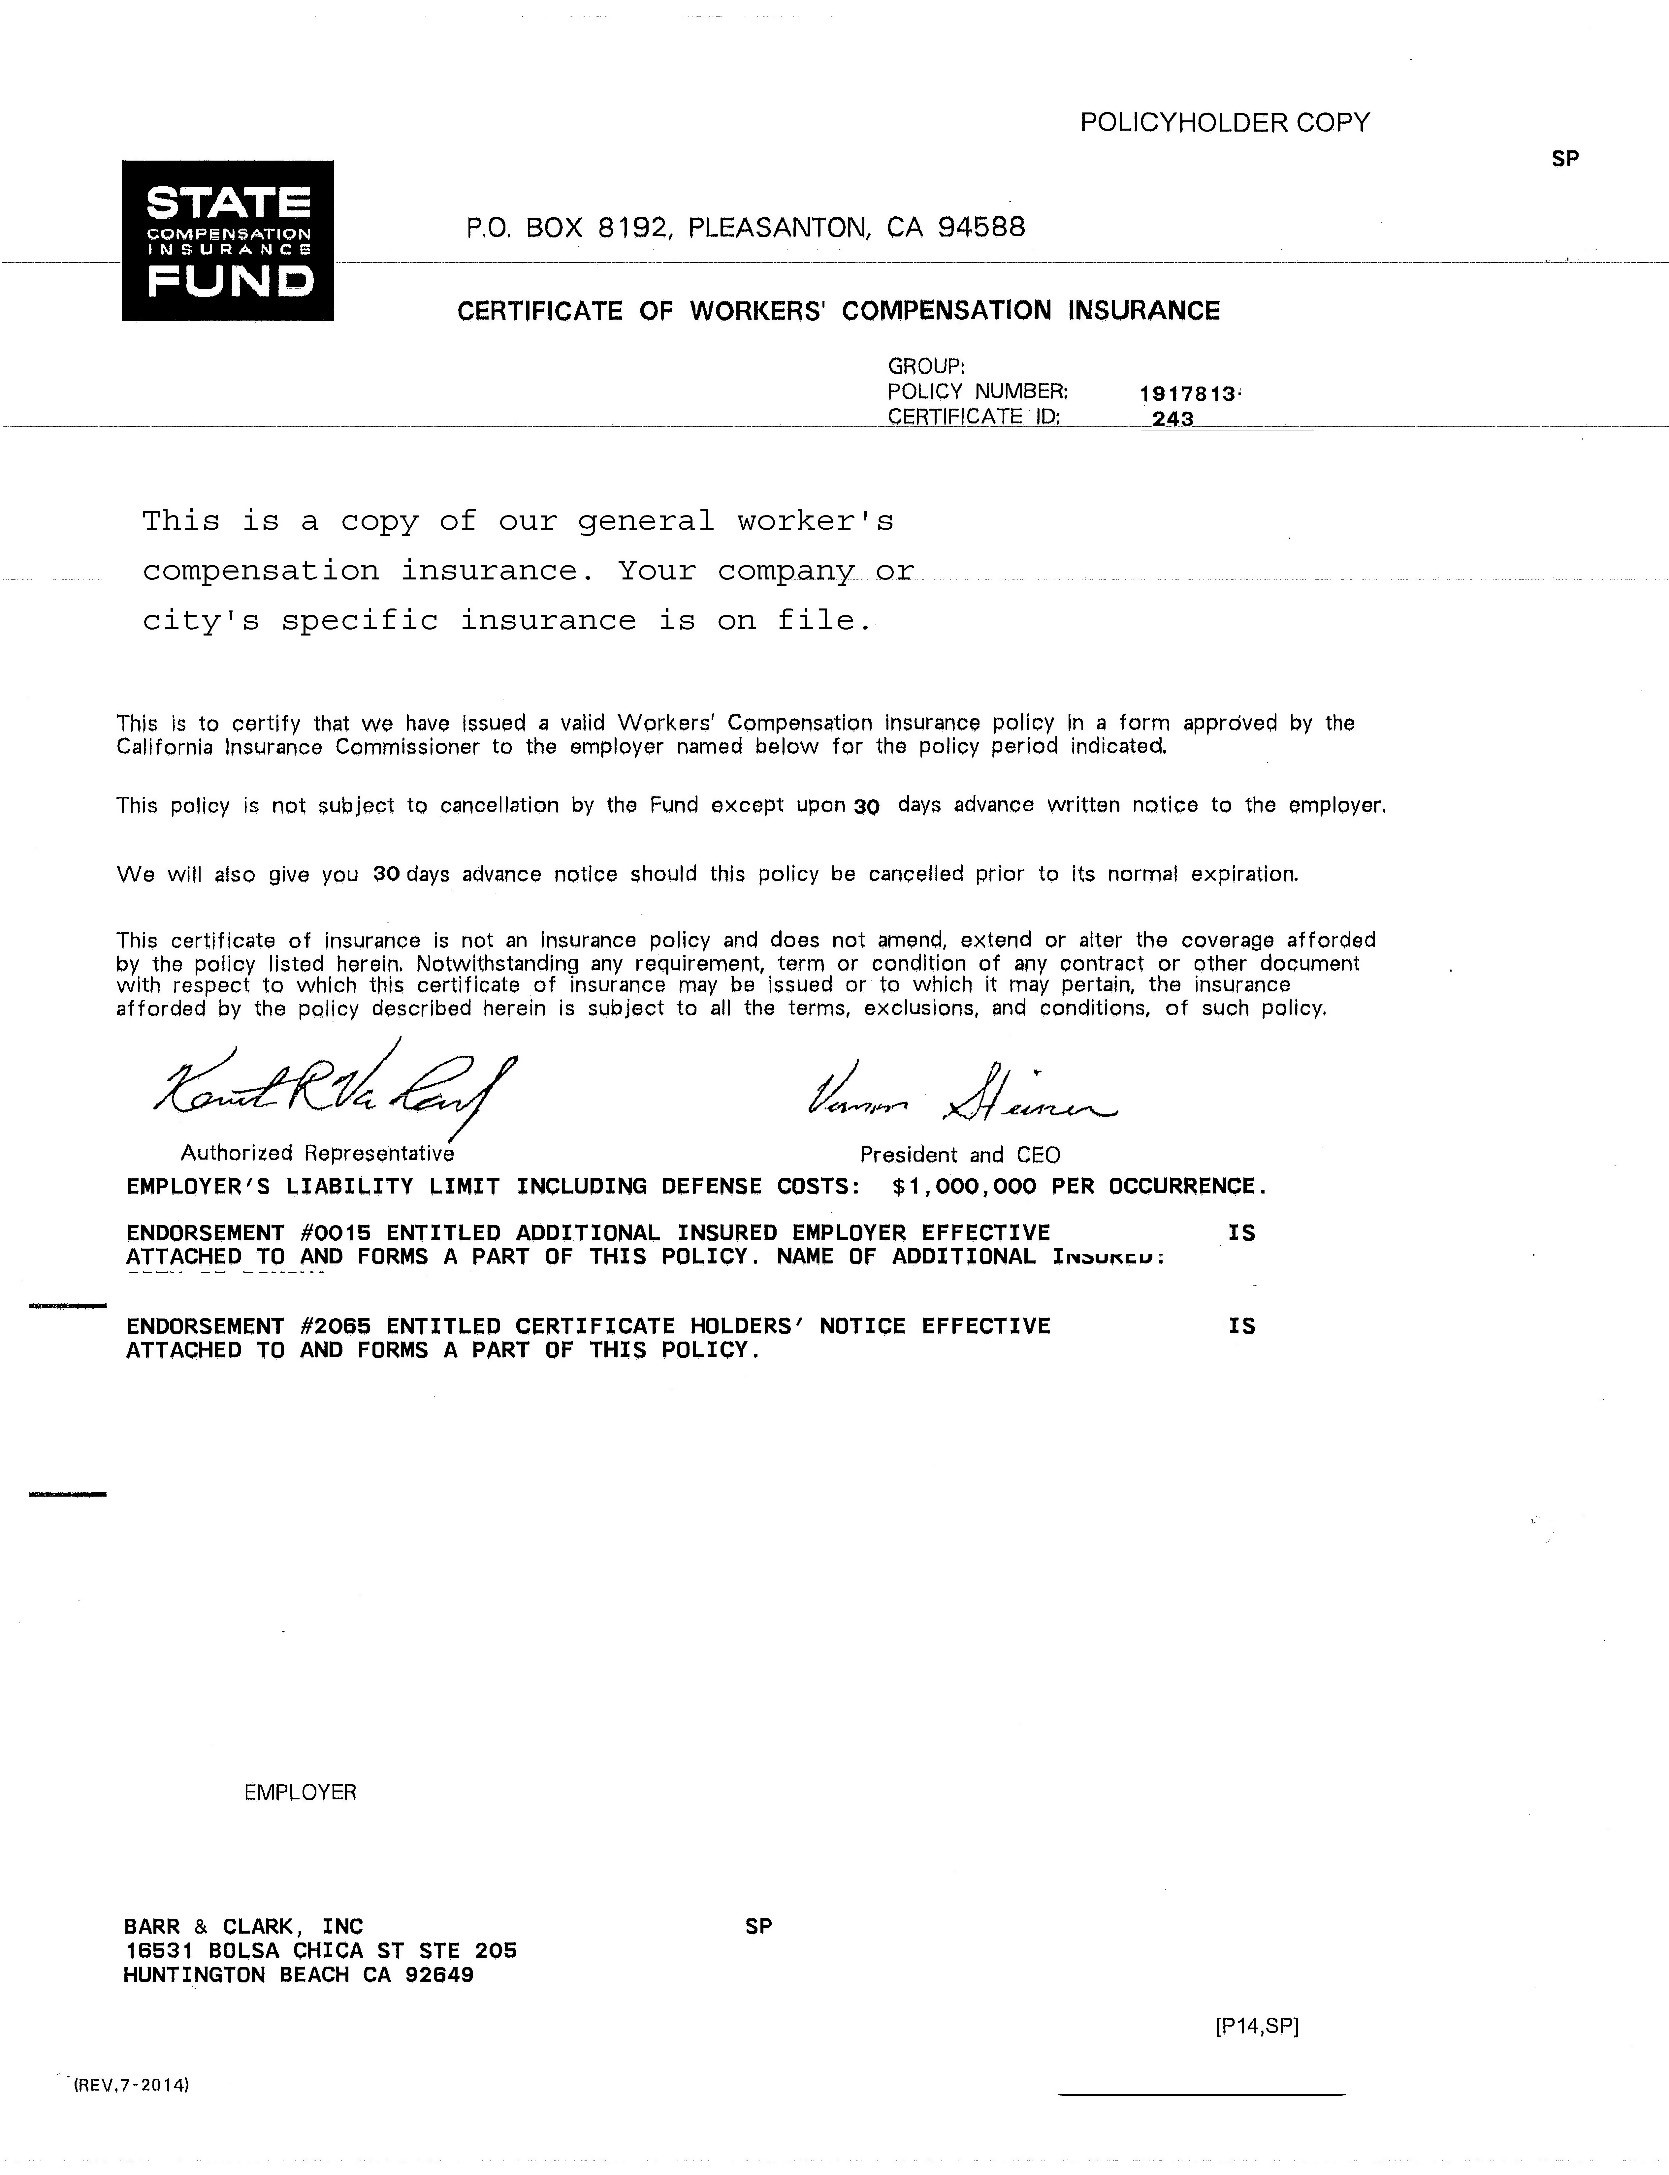 POLICYHOLDER COPY
SP
STATE
COMPENSATION
INSURANCE
FUND
P.O. BOX 8192, PLEASANTON, CA 94588
CERTIFICATE OF WORKERS' COMPENSATION INSURANCE
GROUP:
POLICY NUMBER: 1917813
CERTIFICATE ID: 243
This is a copy of our general worker's
compensation insurance. Your company or
city's specific insurance is on file.
This is to certify that we have issued a valid Workers' Compensation insurance policy in a form approved by the
California Insurance Commissioner to the employer named below for the policy period indicated.
This policy is not subject to cancellation by the Fund except upon 30 days advance written notice to the employer.
We will also give you 30 days advance notice should this policy be cancelled prior to its normal expiration.
This certificate of insurance is not an insurance policy and does not amend, extend or alter the coverage afforded
by the policy listed herein. Notwithstanding any requirement, term or condition of any contract or other document
with respect to which this certificate of insurance may be issued or to which it may pertain, the insurance
afforded by the policy described herein is subject to all the terms, exclusions, and conditions, of such policy.
Authorized Representative President and CEO
EMPLOYER'S LIABILITY LIMIT INCLUDING DEFENSE COSTS: $1,000,000 PER OCCURRENCE.
ENDORSEMENT #0015 ENTITLED ADDITIONAL INSURED EMPLOYER EFFECTIVE IS
ATTACHED TO AND FORMS A PART OF THIS POLICY. NAME OF ADDITIONAL INSURED:
ENDORSEMENT #2065 ENTITLED CERTIFICATE HOLDERS' NOTICE EFFECTIVE IS
ATTACHED TO AND FORMS A PART OF THIS POLICY.
EMPLOYER
BARR & CLARK, INC SP
16531 BOLSA CHICA ST STE 205
HUNTINGTON BEACH CA 92649
[P14,SP]
(REV.7-2014)